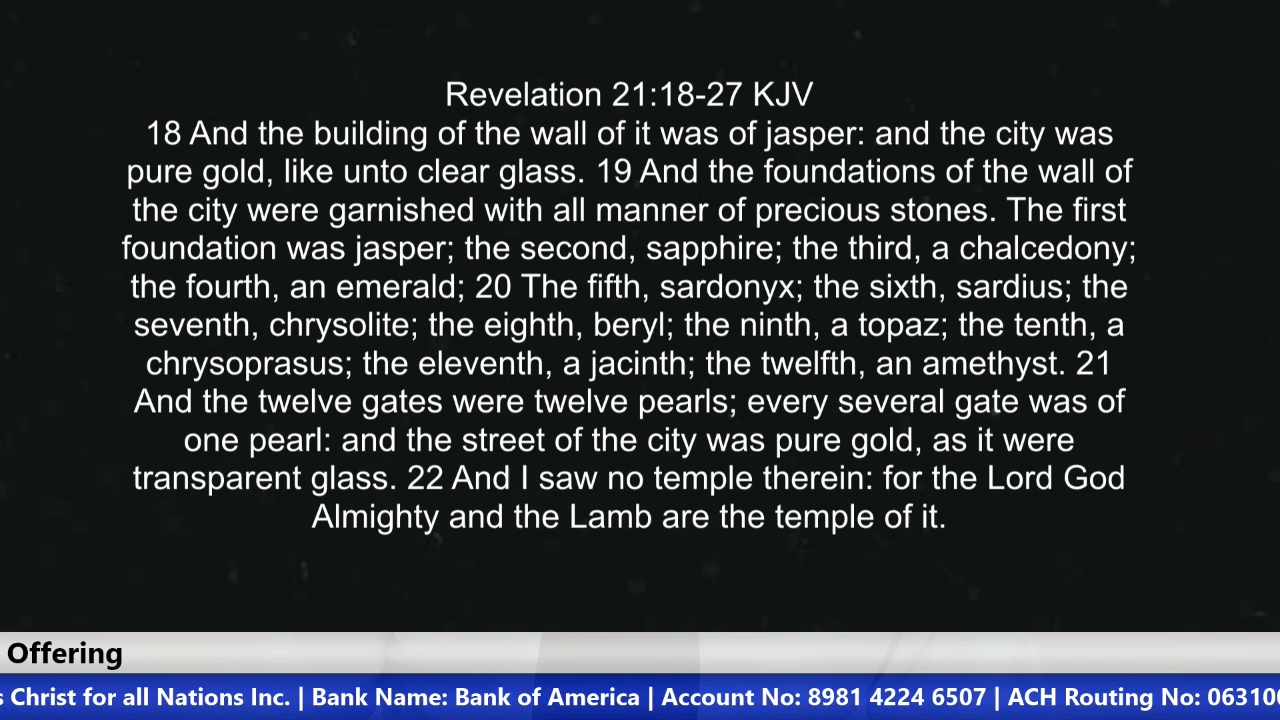 Revelation 21:18-27 KJV
18 And the building of the wall of it was of jasper: and the city was
pure gold, like unto clear glass. 19 And the foundations of the wall of
the city were garnished with all manner of precious stones. The first
foundation was jasper; the second, sapphire; the third, a chalcedony;
the fourth, an emerald; 20 The fifth, sardonyx; the sixth, sardius; the
seventh, chrysolite; the eighth, beryl; the ninth, a topaz; the tenth, a
chrysoprasus; the eleventh, a jacinth; the twelfth, an amethyst. 21
And the twelve gates were twelve pearls; every several gate was of
one pearl: and the street of the city was pure gold, as it were
transparent glass. 22 And I saw no temple therein: for the Lord God
Almighty and the Lamb are the temple of it.
Offering
Christ for all Nations Inc. | Bank Name: Bank of America | Account No: 8981 4224 6507 | ACH Routing No: